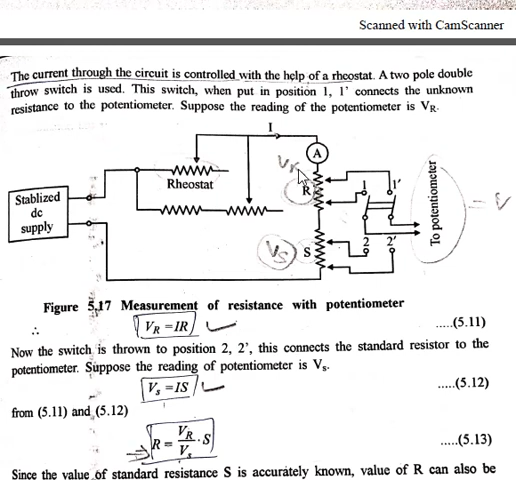 Scanned with CamScanner
The current through the circuit is controlled with the help of a rheostat. A two pole double
throw switch is used. This switch, when put in position 1, 1' connects the unknown
resistance to the potentiometer. Suppose the reading of the potentiometer is V_R.
I
A
V_R
R
1 1'
Rheostat
Stablized
dc
supply
To potentiometer
= V
V_S
S
2 2'
Figure 5.17 Measurement of resistance with potentiometer
∴ V_R = IR .....(5.11)
Now the switch is thrown to position 2, 2', this connects the standard resistor to the
potentiometer. Suppose the reading of potentiometer is V_s.
V_s = IS .....(5.12)
from (5.11) and (5.12)
R = V_R/V_s . S .....(5.13)
Since the value of standard resistance S is accurately known, value of R can also be